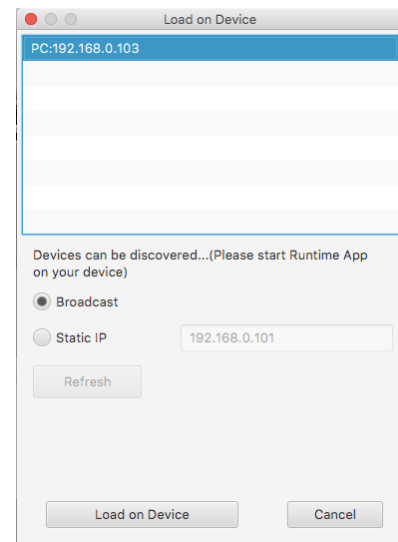 Load on Device
PC:192.168.0.103
Devices can be discovered...(Please start Runtime App
on your device)
Broadcast
Static IP
192.168.0.101
Refresh
Load on Device
Cancel